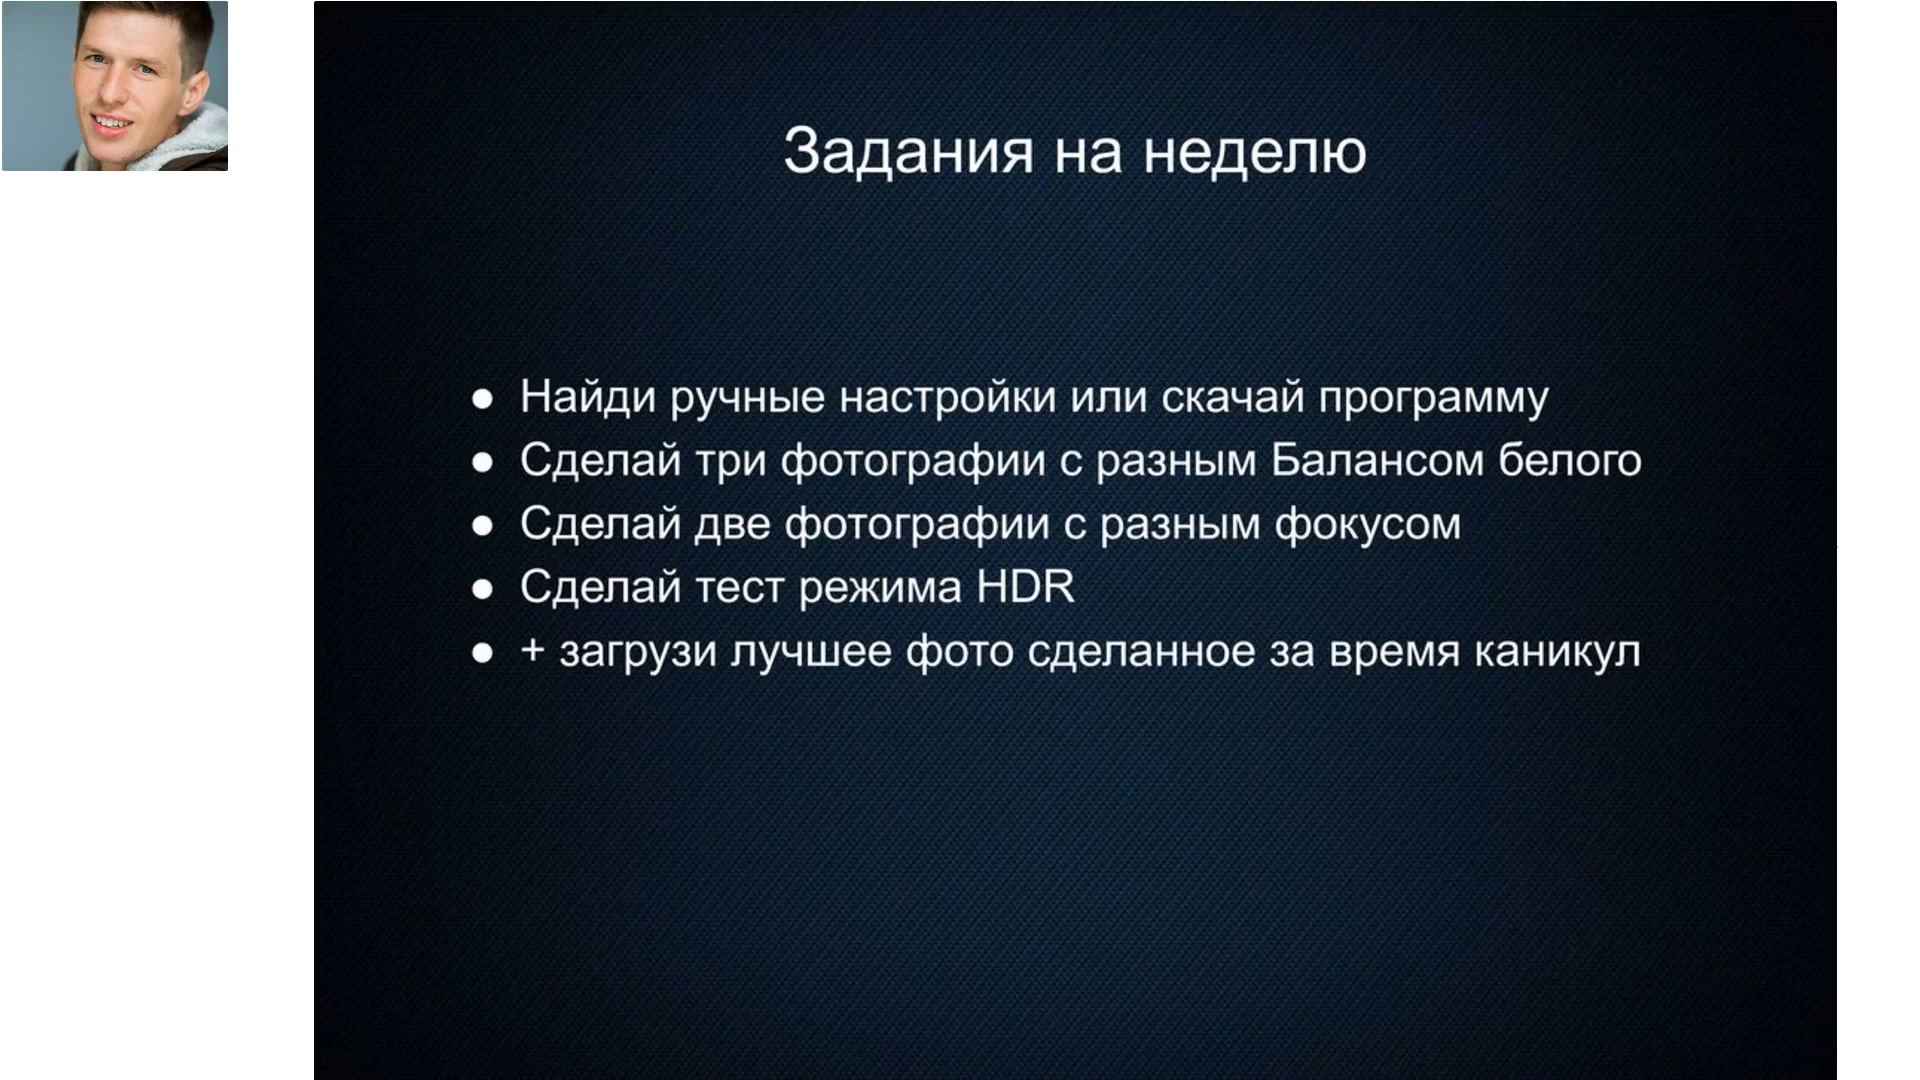 Задания на неделю
● Найди ручные настройки или скачай программу
● Сделай три фотографии с разным Балансом белого
● Сделай две фотографии с разным фокусом
● Сделай тест режима HDR
● + загрузи лучшее фото сделанное за время каникул